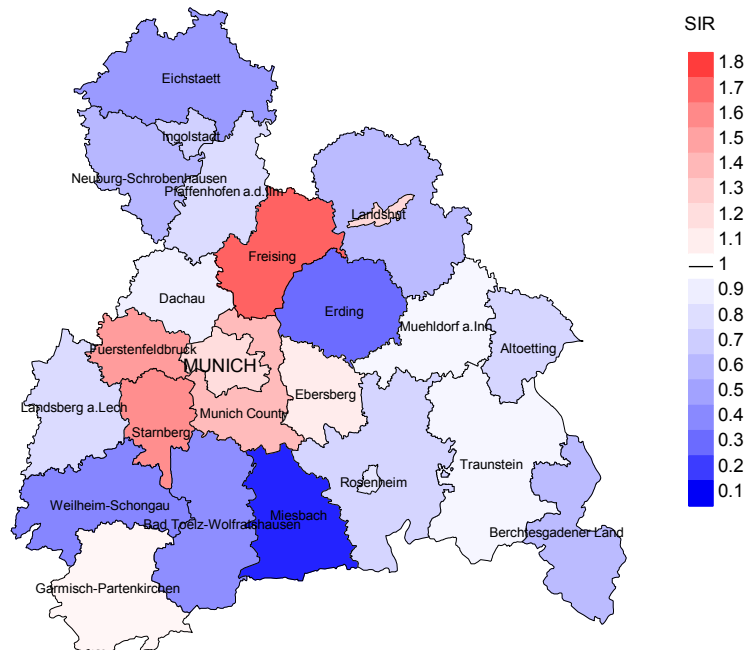 SIR
1.8
1.7
1.6
1.5
1.4
1.3
1.2
1.1
1
0.9
0.8
0.7
0.6
0.5
0.4
0.3
0.2
0.1
Eichstaett
Ingolstadt
Neuburg-Schrobenhausen
Pfaffenhofen a.d.Ilm
Landshut
Freising
Dachau
Erding
Muehldorf a.Inn
Altoetting
Fuerstenfeldbruck
MUNICH
Ebersberg
Landsberg a.Lech
Munich County
Starnberg
Traunstein
Rosenheim
Weilheim-Schongau
Miesbach
Bad Toelz-Wolfratshausen
Berchtesgadener Land
Garmisch-Partenkirchen